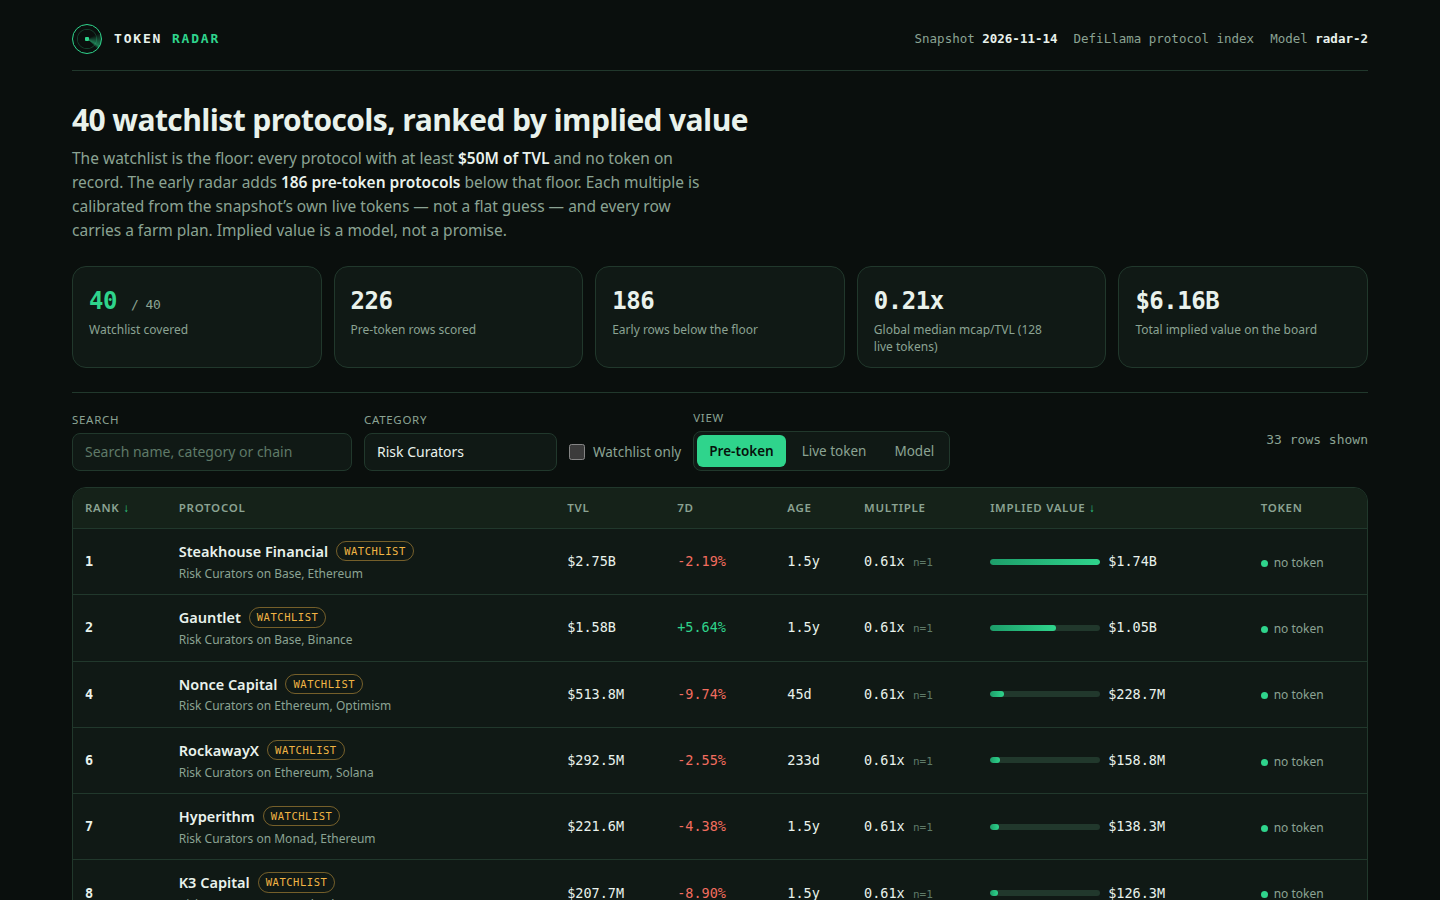 TOKEN RADAR
Snapshot 2026-11-14 DefiLlama protocol index Model radar-2
40 watchlist protocols, ranked by implied value
The watchlist is the floor: every protocol with at least $50M of TVL and no token on
record. The early radar adds 186 pre-token protocols below that floor. Each multiple is
calibrated from the snapshot's own live tokens — not a flat guess — and every row
carries a farm plan. Implied value is a model, not a promise.
40 / 40
Watchlist covered
226
Pre-token rows scored
186
Early rows below the floor
0.21x
Global median mcap/TVL (128
live tokens)
$6.16B
Total implied value on the board
SEARCH
Search name, category or chain
CATEGORY
Risk Curators
Watchlist only
VIEW
Pre-token Live token Model
33 rows shown
RANK ↓ PROTOCOL TVL 7D AGE MULTIPLE IMPLIED VALUE ↓ TOKEN
1 Steakhouse Financial WATCHLIST $2.75B -2.19% 1.5y 0.61x n=1 $1.74B no token
Risk Curators on Base, Ethereum
2 Gauntlet WATCHLIST $1.58B +5.64% 1.5y 0.61x n=1 $1.05B no token
Risk Curators on Base, Binance
4 Nonce Capital WATCHLIST $513.8M -9.74% 45d 0.61x n=1 $228.7M no token
Risk Curators on Ethereum, Optimism
6 RockawayX WATCHLIST $292.5M -2.55% 233d 0.61x n=1 $158.8M no token
Risk Curators on Ethereum, Solana
7 Hyperithm WATCHLIST $221.6M -4.38% 1.5y 0.61x n=1 $138.3M no token
Risk Curators on Monad, Ethereum
8 K3 Capital WATCHLIST $207.7M -8.90% 1.5y 0.61x n=1 $126.3M no token